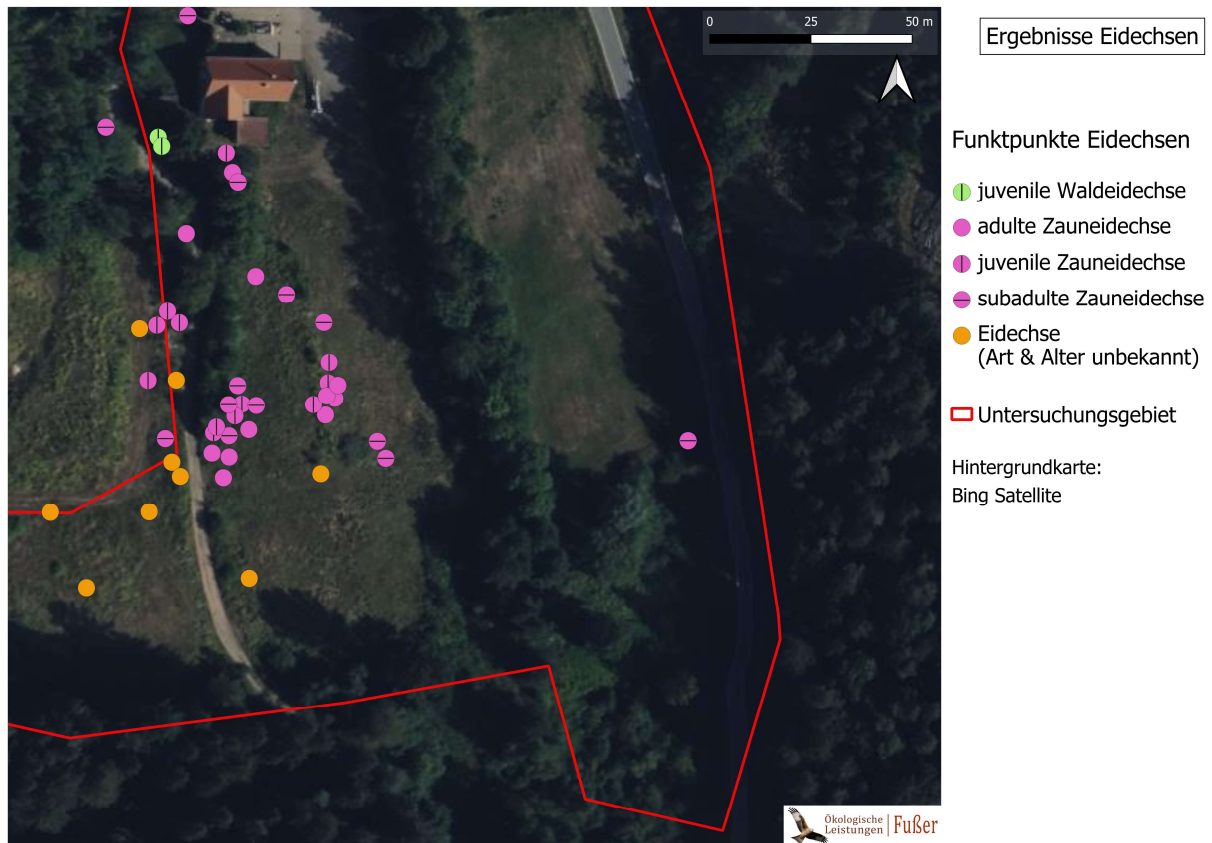 0 25 50 m
Ergebnisse Eidechsen
Funktpunkte Eidechsen
juvenile Waldeidechse
adulte Zauneidechse
juvenile Zauneidechse
subadulte Zauneidechse
Eidechse
(Art & Alter unbekannt)
Untersuchungsgebiet
Hintergrundkarte:
Bing Satellite
Ökologische
Leistungen | Fußer